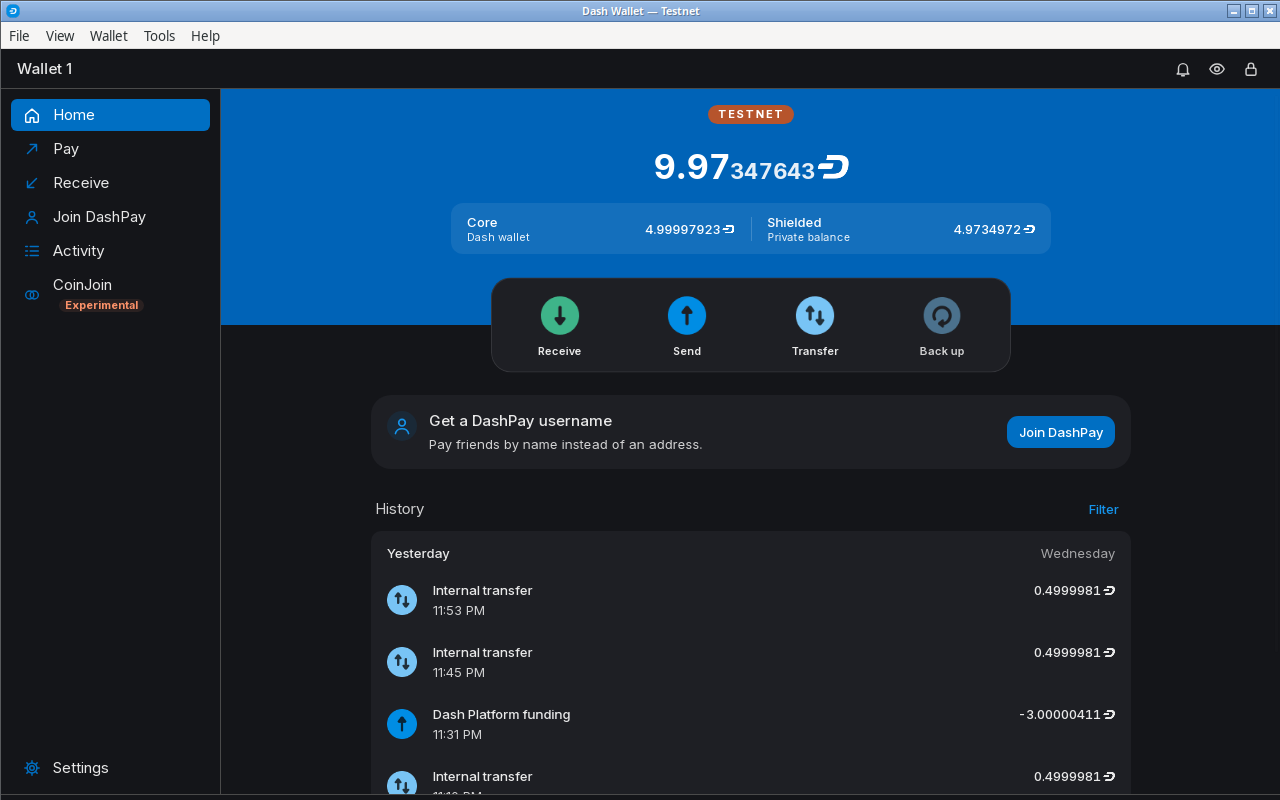 Dash Wallet — Testnet
File View Wallet Tools Help
Wallet 1
Home
Pay
Receive
Join DashPay
Activity
CoinJoin
Experimental
Settings
TESTNET
9.97347643
Core
Dash wallet
4.99997923
Shielded
Private balance
4.9734972
Receive
Send
Transfer
Back up
Get a DashPay username
Pay friends by name instead of an address.
Join DashPay
History
Filter
Yesterday
Wednesday
Internal transfer
0.4999981
11:53 PM
Internal transfer
0.4999981
11:45 PM
Dash Platform funding
-3.00000411
11:31 PM
Internal transfer
0.4999981